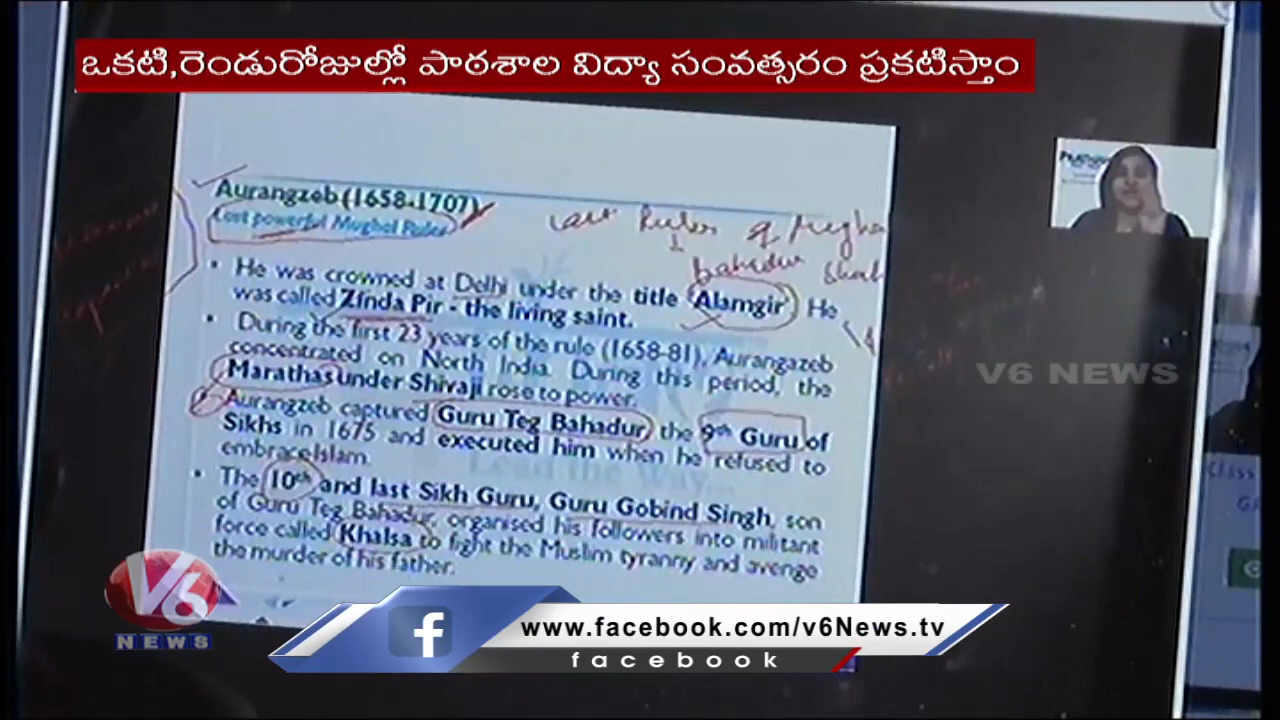 ఒకటి,రెండురోజుల్లో పాఠశాల విద్యా సంవత్సరం ప్రకటిస్తాం
Aurangzeb (1658-1707)
Last powerful Mughal Ruler
Last Ruler of Mugha
Bahadur Shah
• He was crowned at Delhi under the title 'Alamgir'. He
was called Zinda Pir - the living saint.
• During the first 23 years of the rule (1658-81), Aurangazeb
concentrated on North India. During this period, the
Marathas under Shivaji rose to power.
• Aurangzeb captured Guru Teg Bahadur, the 9th Guru of
Sikhs in 1675 and executed him when he refused to
embrace Islam.
Lead the Way...
• The 10th and last Sikh Guru, Guru Gobind Singh, son
of Guru Teg Bahadur, organised his followers into militant
force called Khalsa to fight the Muslim tyranny and avenge
the murder of his father.
V6 NEWS
Class
V6
NEWS
f
www.facebook.com/v6News.tv
facebook